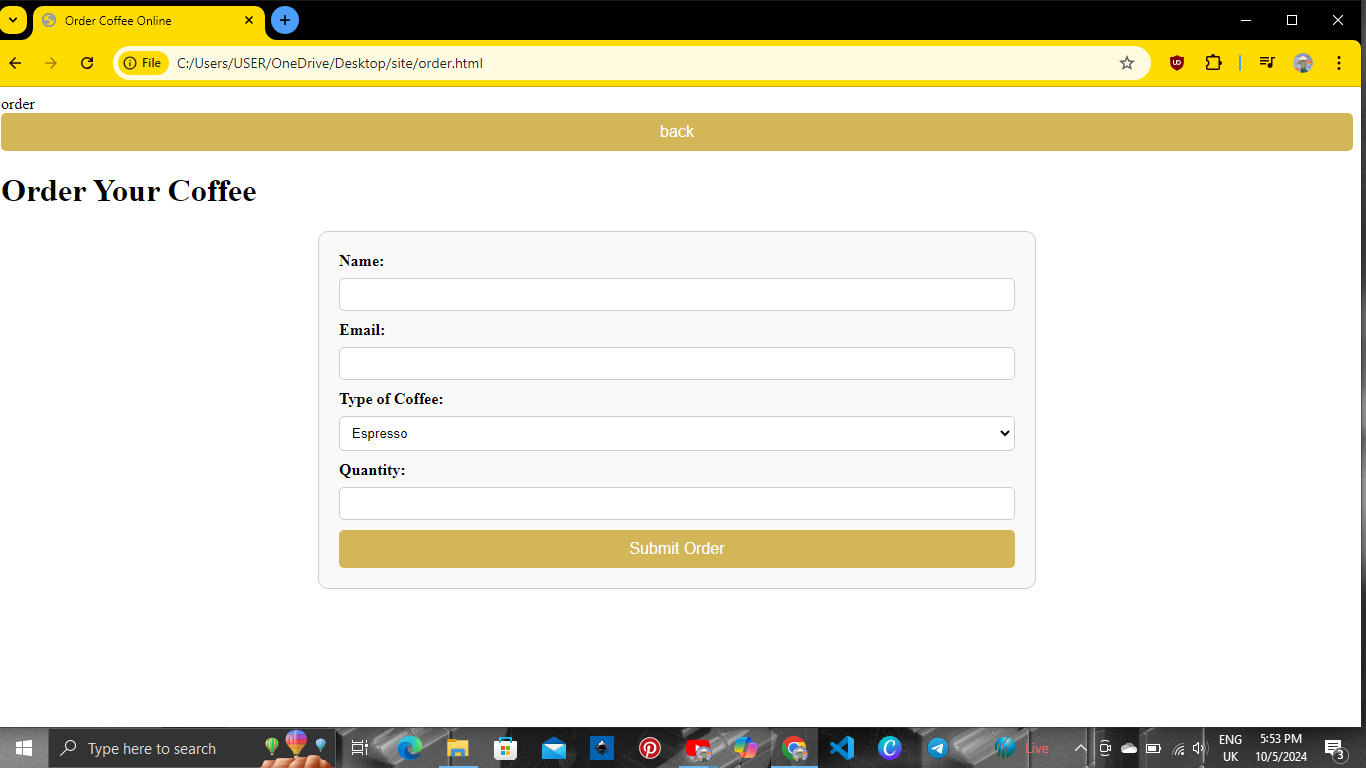 Order Coffee Online
File
C:/Users/USER/OneDrive/Desktop/site/order.html
order
back
Order Your Coffee
Name:
Email:
Type of Coffee:
Espresso
Quantity:
Submit Order
Type here to search
Live
ENG
UK
5:53 PM
10/5/2024
3